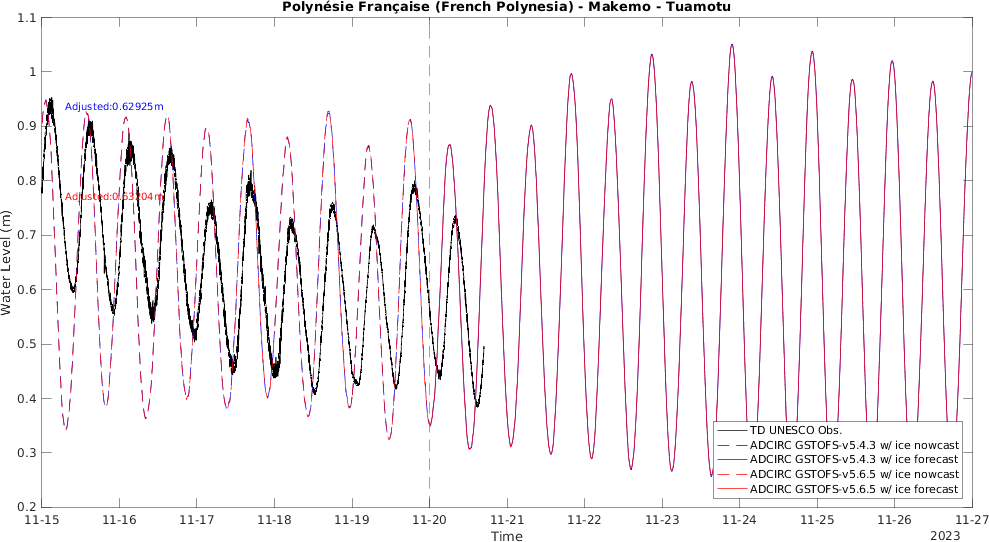 Polynésie Française (French Polynesia) - Makemo - Tuamotu
1.1
1
0.9
0.8
0.7
0.6
0.5
0.4
0.3
0.2
Water Level (m)
Adjusted:0.62925m
Adjusted:0.63204m
TD UNESCO Obs.
ADCIRC GSTOFS-v5.4.3 w/ ice nowcast
ADCIRC GSTOFS-v5.4.3 w/ ice forecast
ADCIRC GSTOFS-v5.6.5 w/ ice nowcast
ADCIRC GSTOFS-v5.6.5 w/ ice forecast
11-15 11-16 11-17 11-18 11-19 11-20 11-21 11-22 11-23 11-24 11-25 11-26 11-27
Time
2023